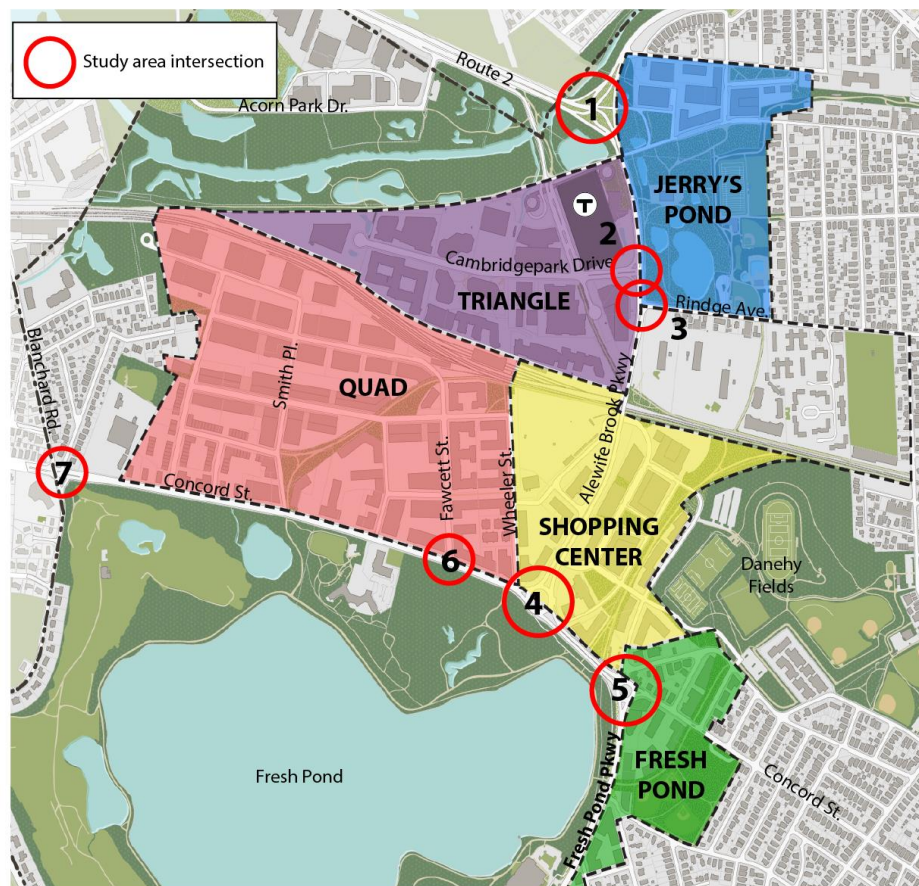 Study area intersection
Route 2
Acorn Park Dr.
1
JERRY'S
POND
T
2
Cambridgepark Drive
TRIANGLE
Rindge Ave.
3
Blanchard Rd.
Smith Pl.
QUAD
Alewife Brook Pkwy
Fawcett St.
Wheeler St.
7
Concord St.
SHOPPING
CENTER
Danehy
Fields
6
4
5
Fresh Pond
Fresh Pond Pkwy
FRESH
POND
Concord St.